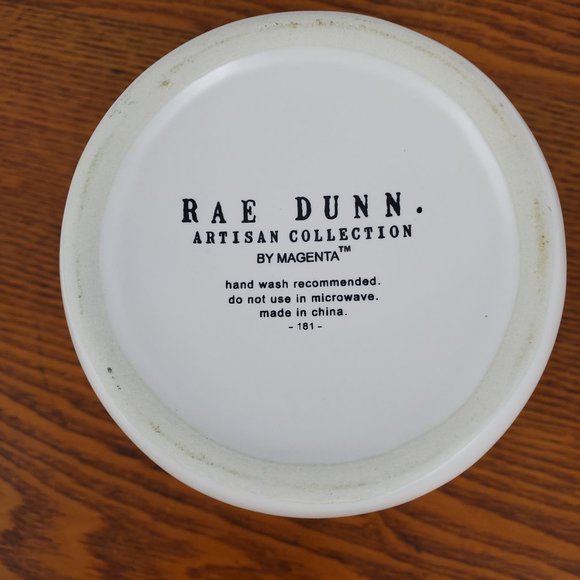 RAE DUNN.
ARTISAN COLLECTION
BY MAGENTA™
hand wash recommended.
do not use in microwave.
made in china.
- 181 -